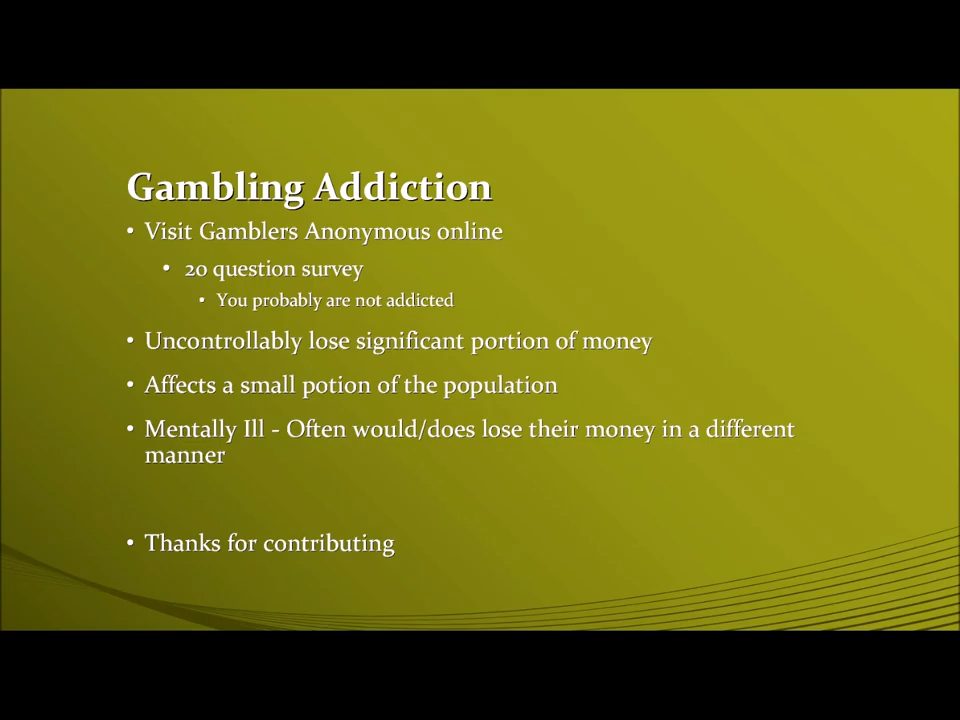 Gambling Addiction
• Visit Gamblers Anonymous online
• 20 question survey
• You probably are not addicted
• Uncontrollably lose significant portion of money
• Affects a small potion of the population
• Mentally Ill - Often would/does lose their money in a different
manner
• Thanks for contributing